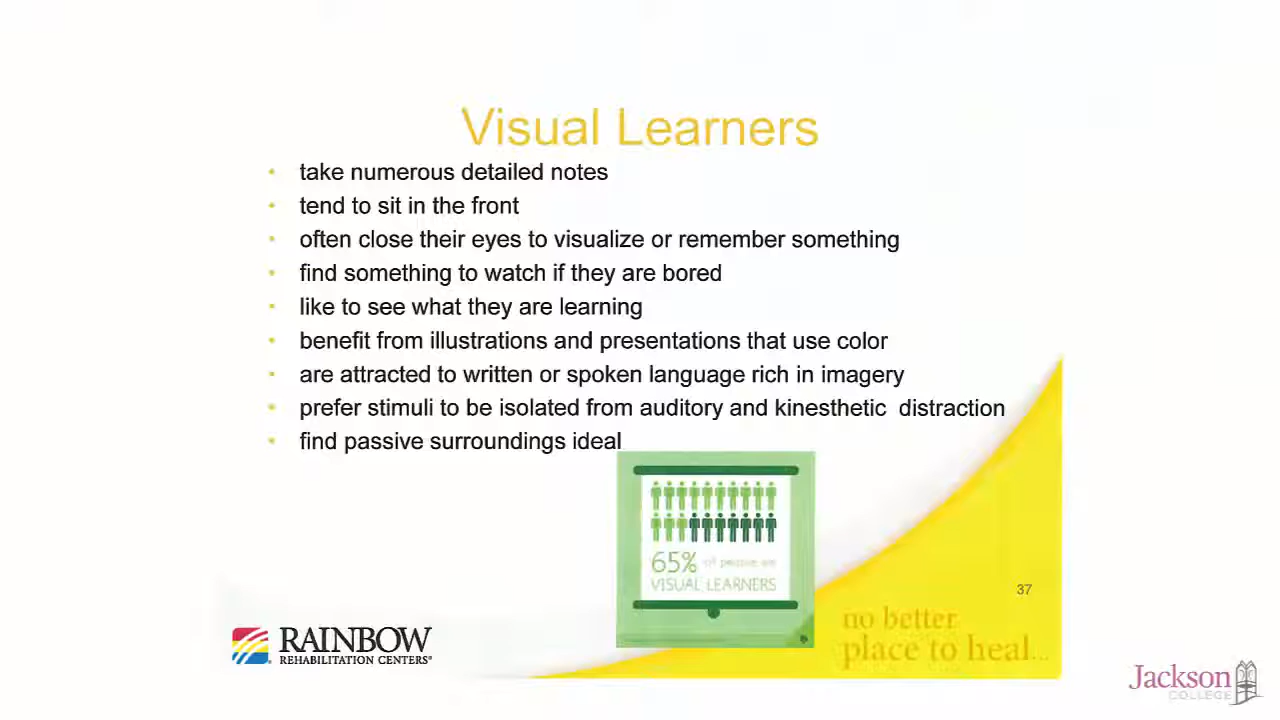 Visual Learners
• take numerous detailed notes
• tend to sit in the front
• often close their eyes to visualize or remember something
• find something to watch if they are bored
• like to see what they are learning
• benefit from illustrations and presentations that use color
• are attracted to written or spoken language rich in imagery
• prefer stimuli to be isolated from auditory and kinesthetic distraction
• find passive surroundings ideal
65% of people are
VISUAL LEARNERS
37
no better
place to heal...
RAINBOW
REHABILITATION CENTERS®
Jackson
COLLEGE